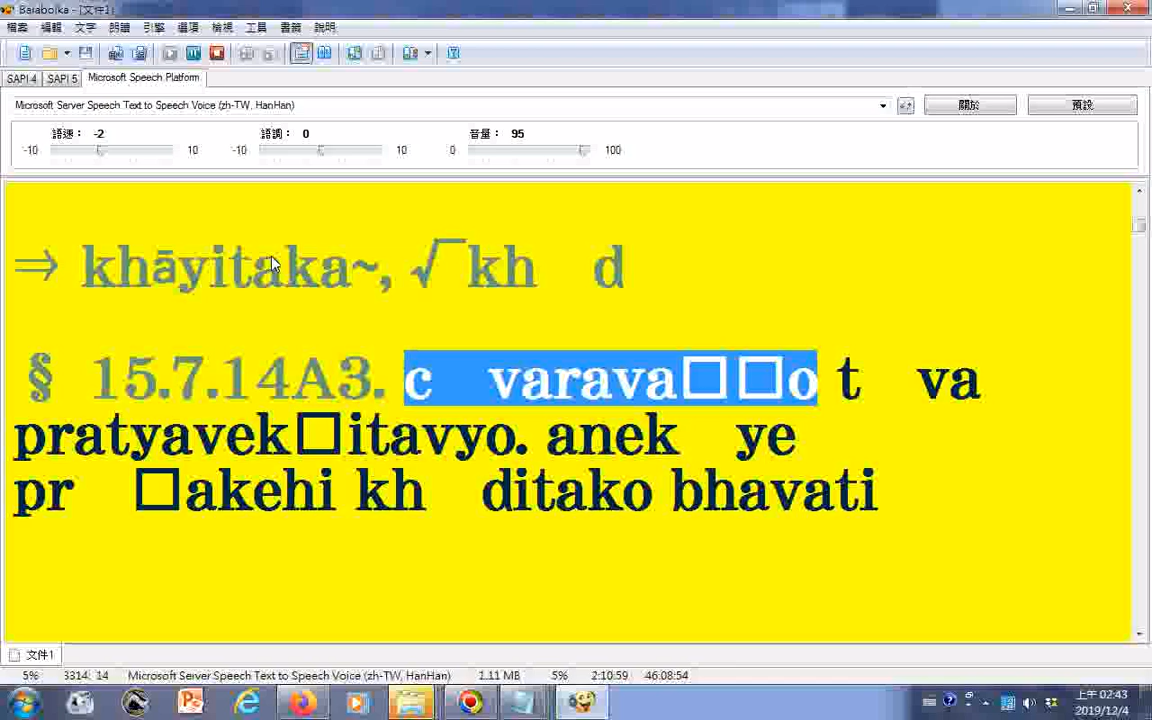 Balabolka - [文件1]
檔案 編輯 文字 朗讀 引擎 選項 檢視 工具 書籤 說明
SAPI 4 SAPI 5 Microsoft Speech Platform
Microsoft Server Speech Text to Speech Voice (zh-TW, HanHan) 關於 預設
語速： -2 語調： 0 音量： 95
-10 10 -10 10 0 100
⇒ khāyitaka~, √kh d
§ 15.7.14A3. c varava□□o t va
pratyavek□itavyo. anek ye
pr □akehi kh ditako bhavati
文件1
5% 3314: 14 Microsoft Server Speech Text to Speech Voice (zh-TW, HanHan) 1.11 MB 5% 2:10:59 46:08:54
上午 02:43
2019/12/4